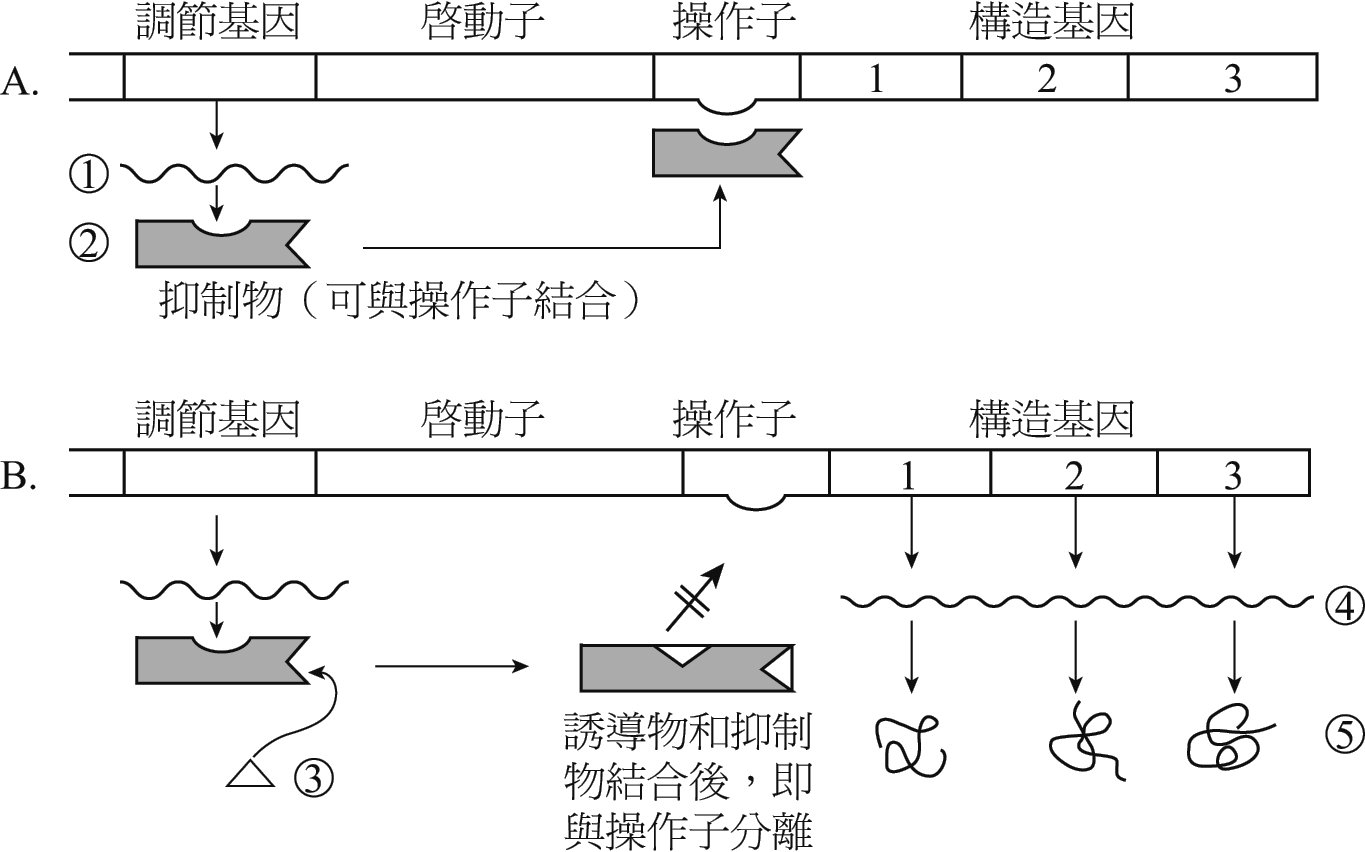 調節基因 啓動子 操作子 構造基因
A. 1 2 3
①
②
抑制物（可與操作子結合）
調節基因 啓動子 操作子 構造基因
B. 1 2 3
④
誘導物和抑制
物結合後，即
與操作子分離
③
⑤